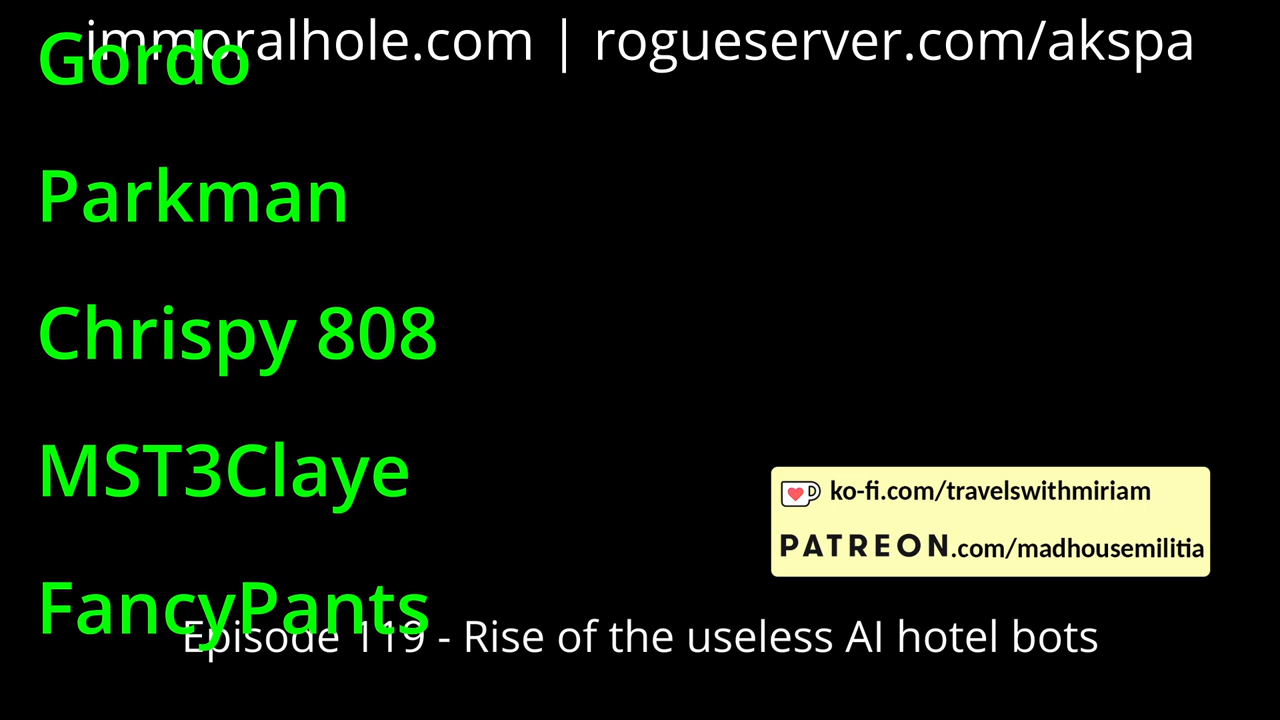 immoralhole.com | rogueserver.com/akspa
Gordo
Parkman
Chrispy 808
MST3Claye
ko-fi.com/travelswithmiriam
PATREON.com/madhousemilitia
FancyPants
Episode 119 - Rise of the useless AI hotel bots